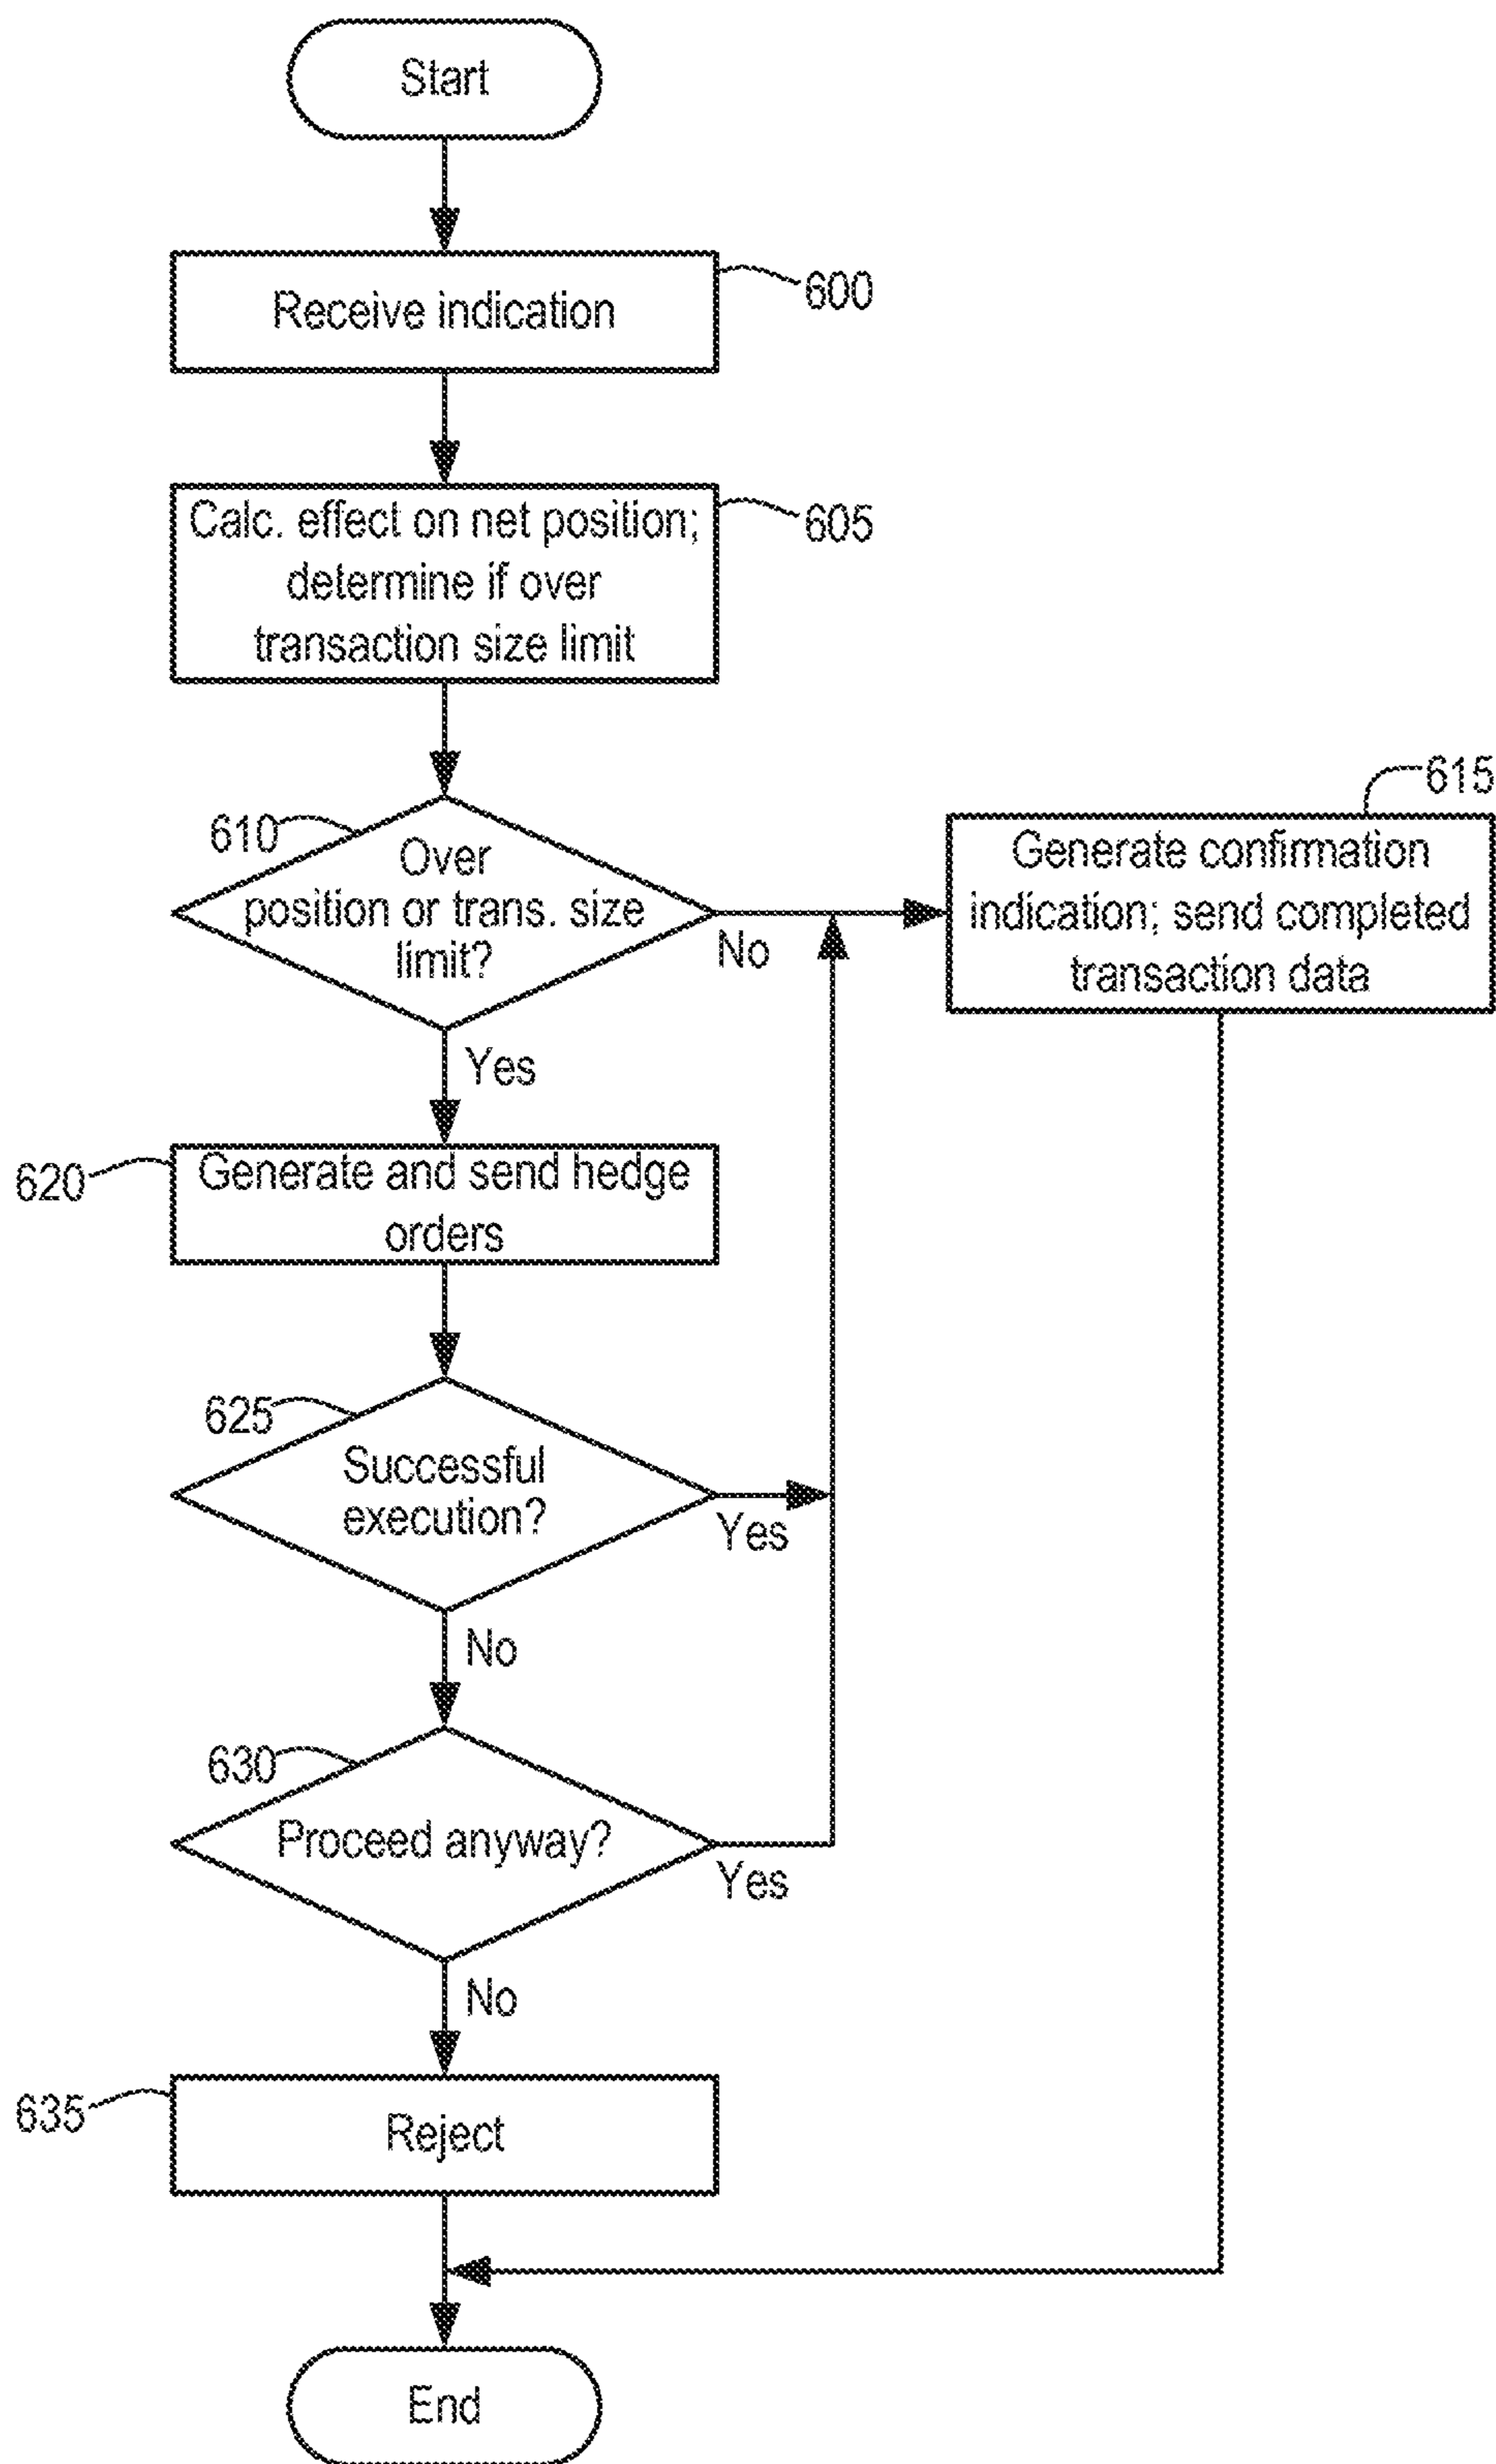 Start
Receive indication
600
Calc. effect on net position;
determine if over
transaction size limit
605
610
Over
position or trans. size
limit?
No
Yes
615
Generate confirmation
indication; send completed
transaction data
620
Generate and send hedge
orders
625
Successful
execution?
Yes
No
630
Proceed anyway?
Yes
No
635
Reject
End